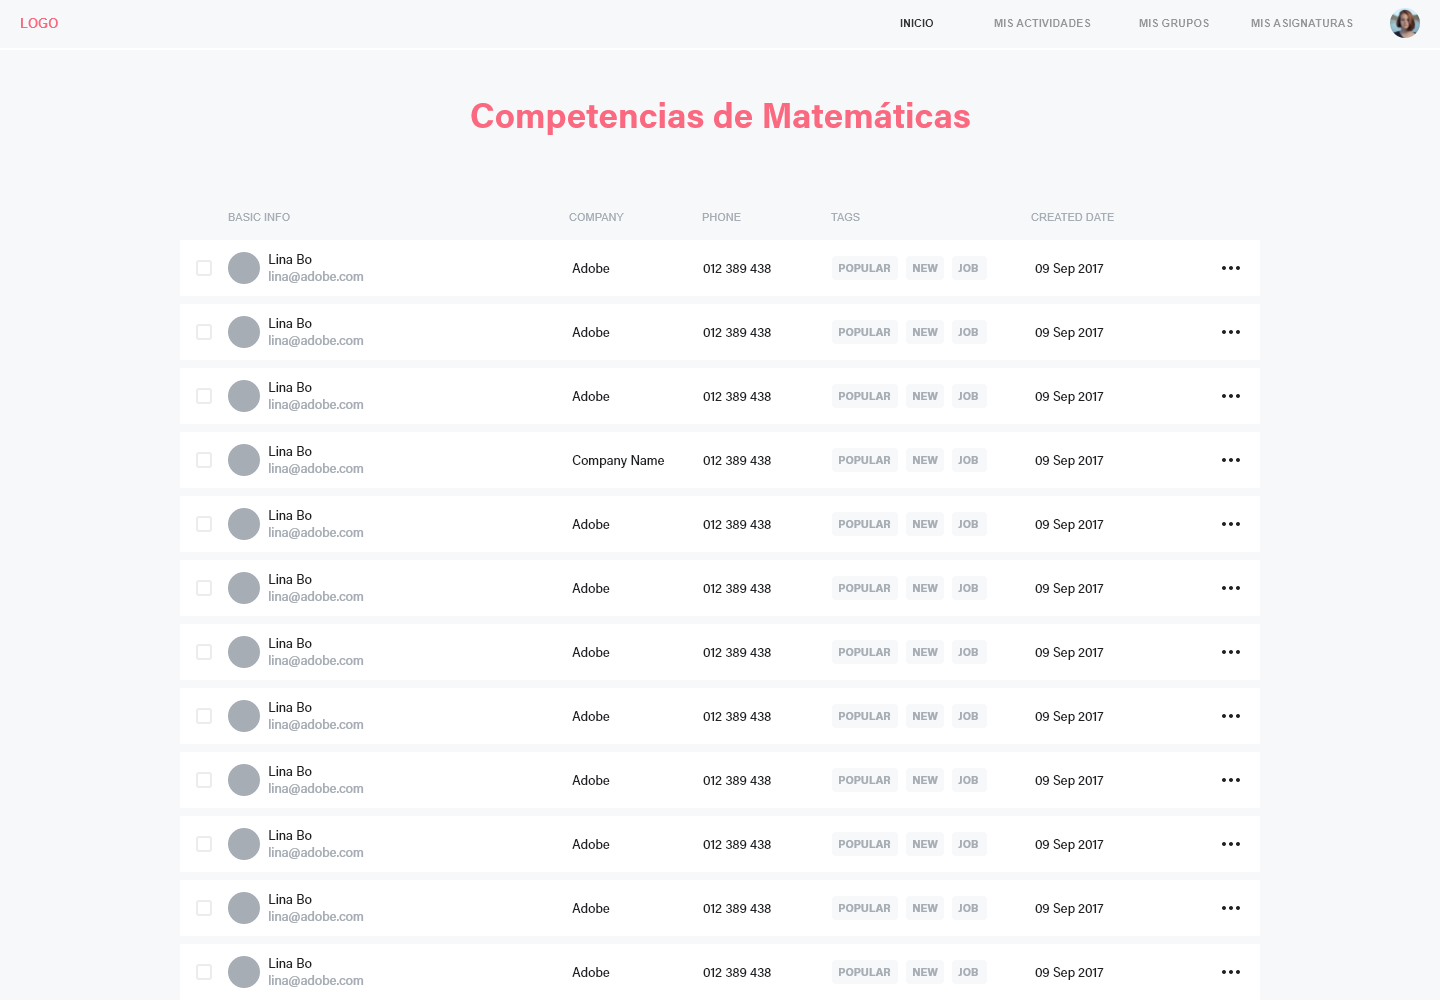 LOGO INICIO MIS ACTIVIDADES MIS GRUPOS MIS ASIGNATURAS
Competencias de Matemáticas
BASIC INFO COMPANY PHONE TAGS CREATED DATE
Lina Bo
lina@adobe.com
Adobe 012 389 438 POPULAR NEW JOB 09 Sep 2017
Lina Bo
lina@adobe.com
Adobe 012 389 438 POPULAR NEW JOB 09 Sep 2017
Lina Bo
lina@adobe.com
Adobe 012 389 438 POPULAR NEW JOB 09 Sep 2017
Lina Bo
lina@adobe.com
Company Name 012 389 438 POPULAR NEW JOB 09 Sep 2017
Lina Bo
lina@adobe.com
Adobe 012 389 438 POPULAR NEW JOB 09 Sep 2017
Lina Bo
lina@adobe.com
Adobe 012 389 438 POPULAR NEW JOB 09 Sep 2017
Lina Bo
lina@adobe.com
Adobe 012 389 438 POPULAR NEW JOB 09 Sep 2017
Lina Bo
lina@adobe.com
Adobe 012 389 438 POPULAR NEW JOB 09 Sep 2017
Lina Bo
lina@adobe.com
Adobe 012 389 438 POPULAR NEW JOB 09 Sep 2017
Lina Bo
lina@adobe.com
Adobe 012 389 438 POPULAR NEW JOB 09 Sep 2017
Lina Bo
lina@adobe.com
Adobe 012 389 438 POPULAR NEW JOB 09 Sep 2017
Lina Bo
lina@adobe.com
Adobe 012 389 438 POPULAR NEW JOB 09 Sep 2017